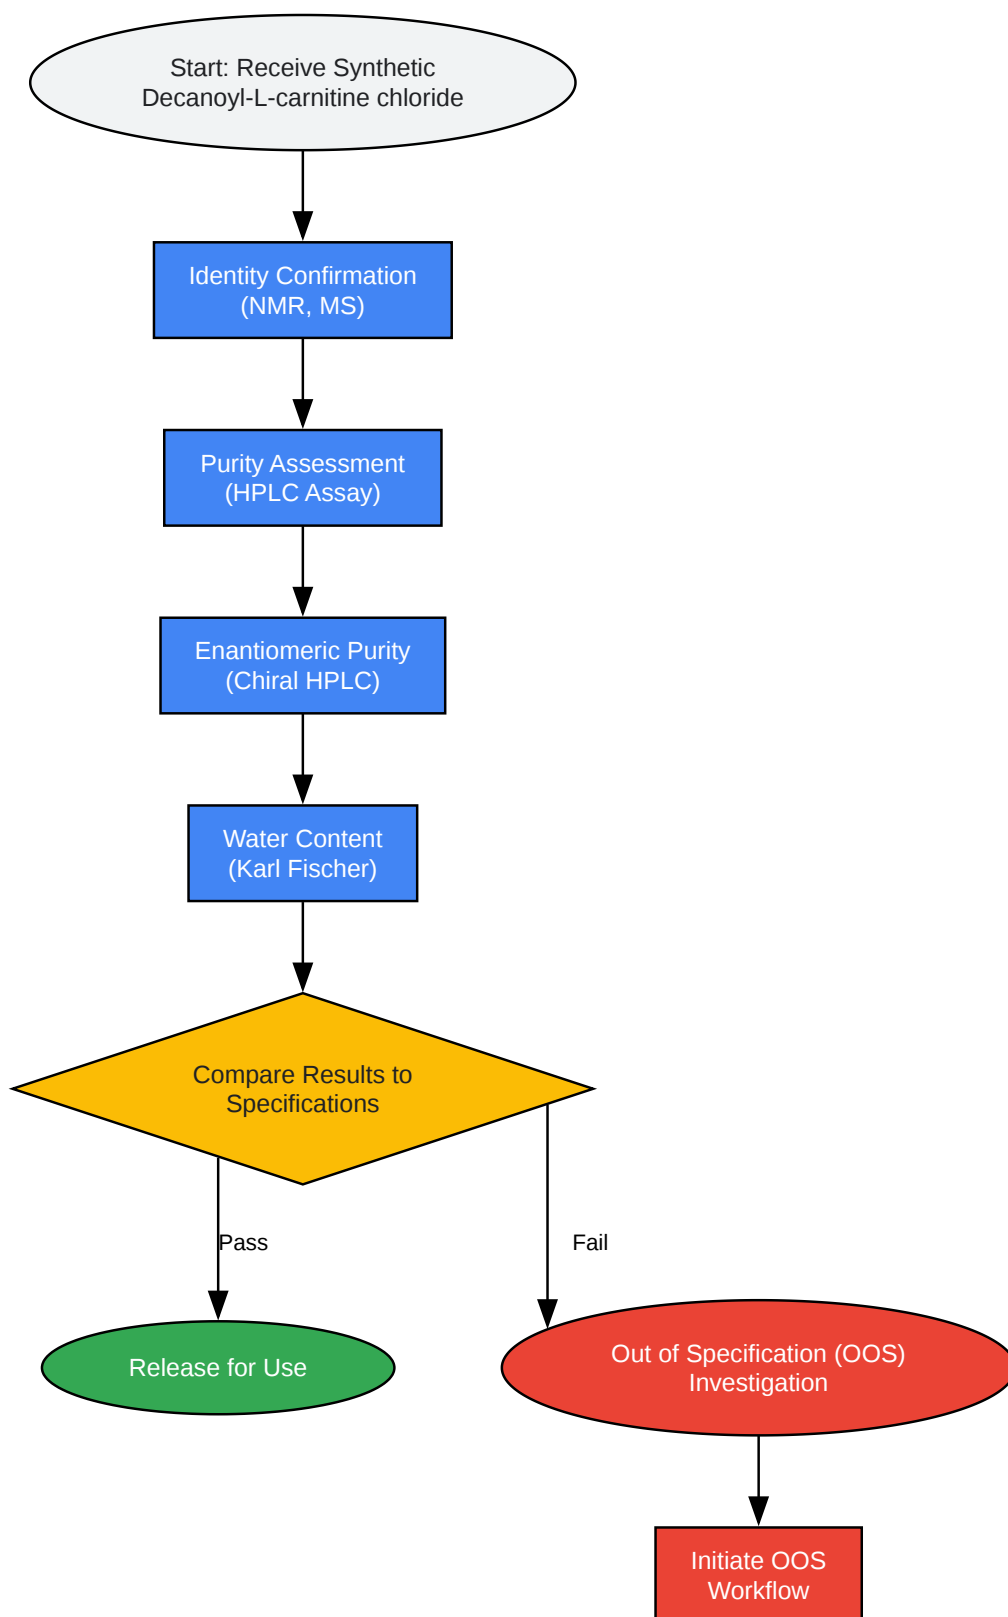 Start: Receive Synthetic
Decanoyl-L-carnitine chloride
Identity Confirmation
(NMR, MS)
Purity Assessment
(HPLC Assay)
Enantiomeric Purity
(Chiral HPLC)
Water Content
(Karl Fischer)
Compare Results to
Specifications
Pass
Fail
Release for Use
Out of Specification (OOS)
Investigation
Initiate OOS
Workflow